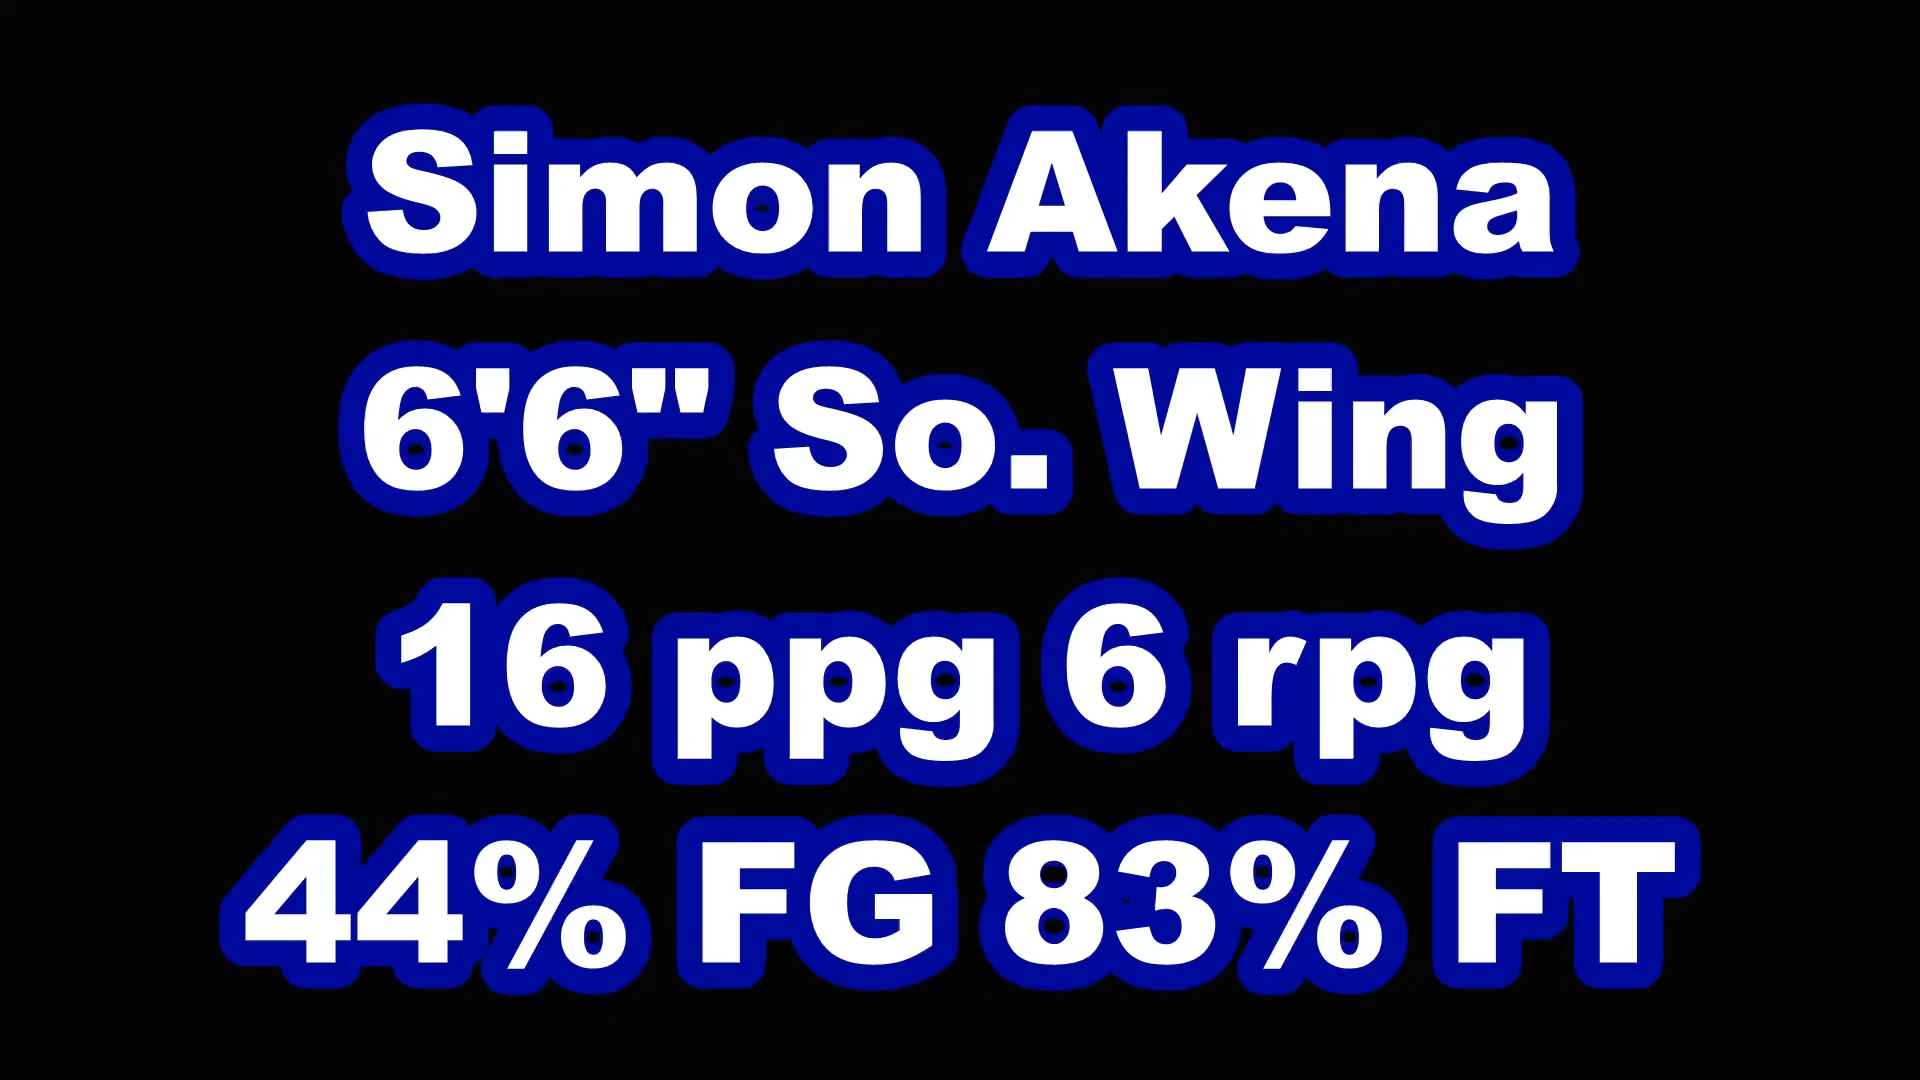 Simon Akena
6'6" So. Wing
16 ppg 6 rpg
44% FG 83% FT